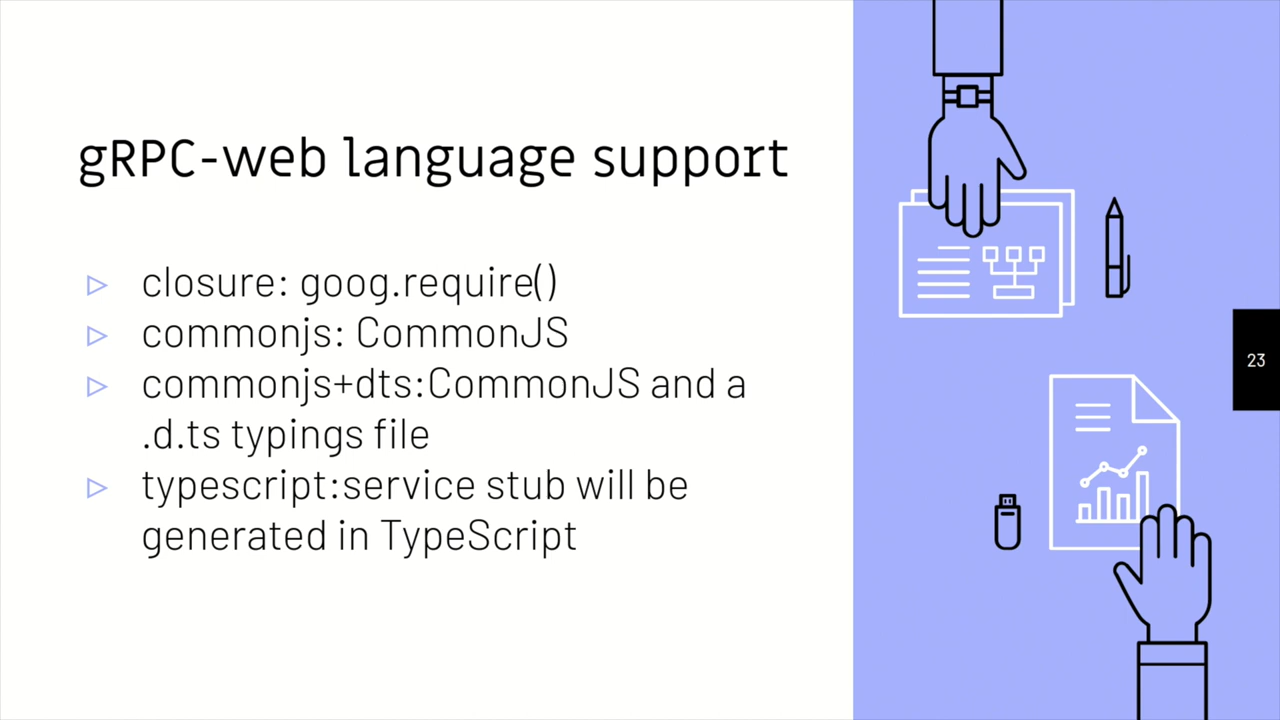 gRPC-web language support
closure: goog.require()
commonjs: CommonJS
commonjs+dts:CommonJS and a
.d.ts typings file
typescript:service stub will be
generated in TypeScript
23